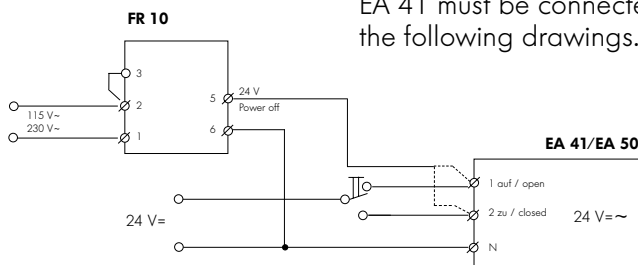 EA 41 must be connecte
the following drawings.
FR 10
3
2
115 V~
230 V~
1
5
24 V
Power off
6
EA 41/EA 50
1 auf / open
2 zu / closed
24 V=~
24 V=
N